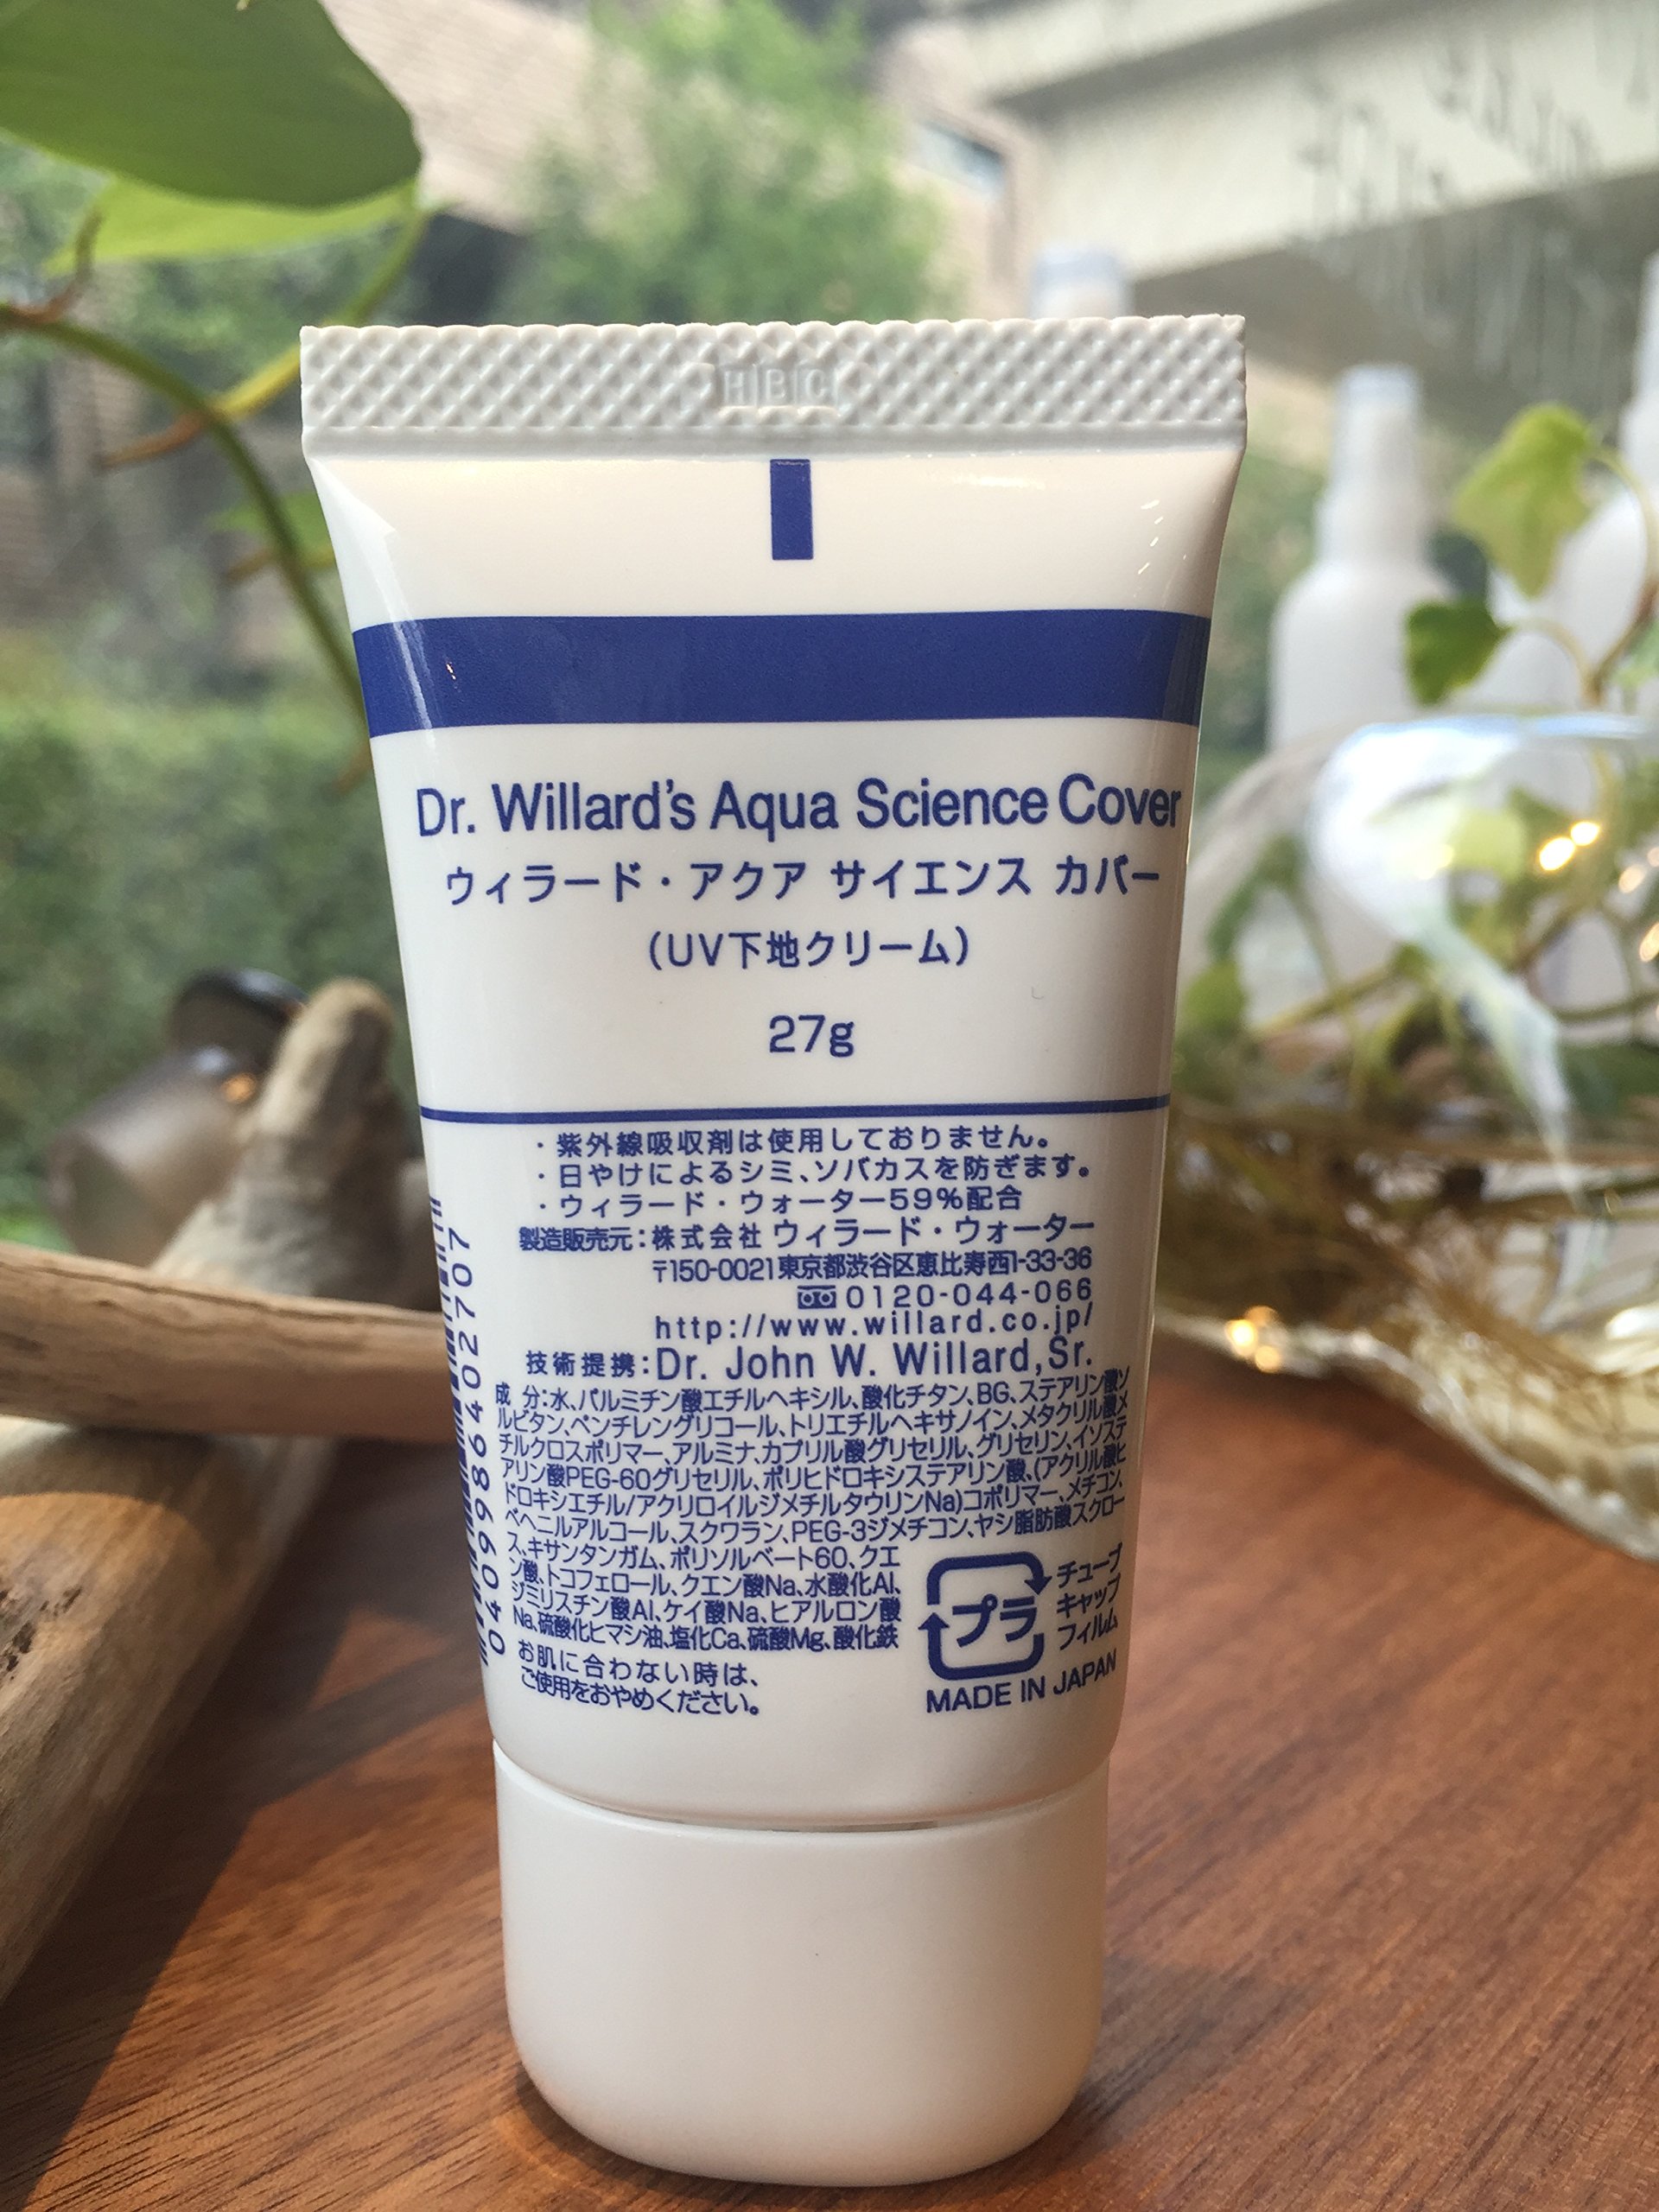 HBC
Dr. Willard's Aqua Science Cover
ウィラード・アクア サイエンス カバー
(UV下地クリーム)
27g
・紫外線吸収剤は使用しておりません。
・日やけによるシミ、ソバカスを防ぎます。
・ウィラード・ウォーター59%配合
製造販売元:株式会社 ウィラード・ウォーター
〒150-0021東京都渋谷区恵比寿西1-33-36
0120-044-066
http://www.willard.co.jp/
技術提携:Dr. John W. Willard,Sr.
成 分:水、パルミチン酸エチルヘキシル、酸化チタン、BG、ステアリン酸ソ
ルビタン、ペンチレングリコール、トリエチルヘキサノイン、メタクリル酸メ
チルクロスポリマー、アルミナ、カプリル酸グリセリル、グリセリン、イソステ
アリン酸PEG-60グリセリル、ポリヒドロキシステアリン酸、(アクリル酸ヒ
ドロキシエチル/アクリロイルジメチルタウリンNa)コポリマー、メチコン、
ベヘニルアルコール、スクワラン、PEG-3ジメチコン、ヤシ脂肪酸スクロー
ス、キサンタンガム、ポリソルベート60、クエ
ン酸、トコフェロール、クエン酸Na、水酸化Al、
ジミリスチン酸Al、ケイ酸Na、ヒアルロン酸
Na、硫酸化ヒマシ油、塩化Ca、硫酸Mg、酸化鉄
お肌に合わない時は、
ご使用をおやめください。
プラ
チューブ
キャップ
フィルム
MADE IN JAPAN
0409986402707